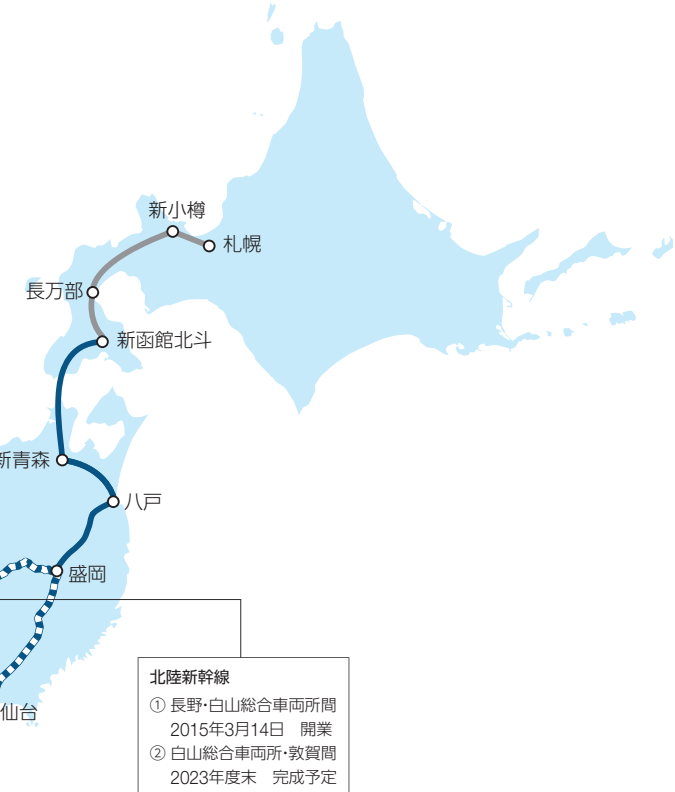 新小樽
札幌
長万部
新函館北斗
新青森
八戸
盛岡
仙台
北陸新幹線
① 長野・白山総合車両所間
2015年3月14日 開業
② 白山総合車両所・敦賀間
2023年度末 完成予定